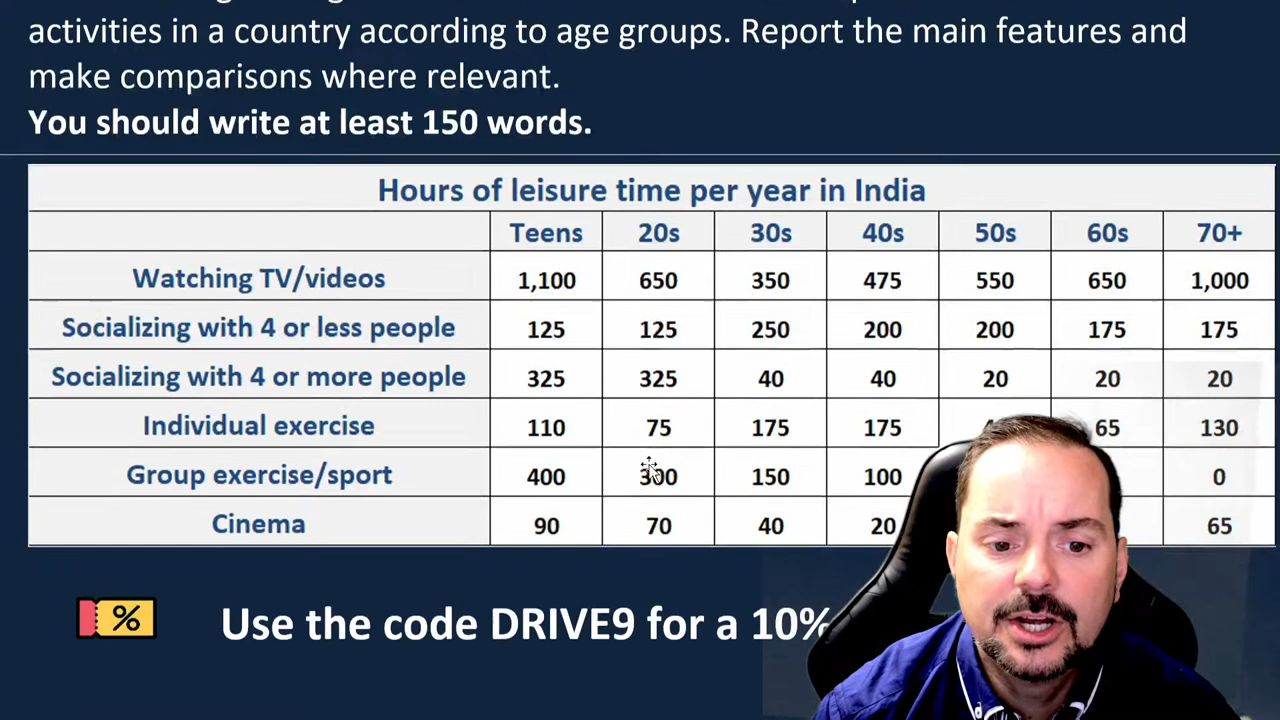 activities in a country according to age groups. Report the main features and
make comparisons where relevant.
You should write at least 150 words.
Hours of leisure time per year in India
Teens 20s 30s 40s 50s 60s 70+
Watching TV/videos 1,100 650 350 475 550 650 1,000
Socializing with 4 or less people 125 125 250 200 200 175 175
Socializing with 4 or more people 325 325 40 40 20 20 20
Individual exercise 110 75 175 175 65 130
Group exercise/sport 400 300 150 100 0
Cinema 90 70 40 20 65
%
Use the code DRIVE9 for a 10%